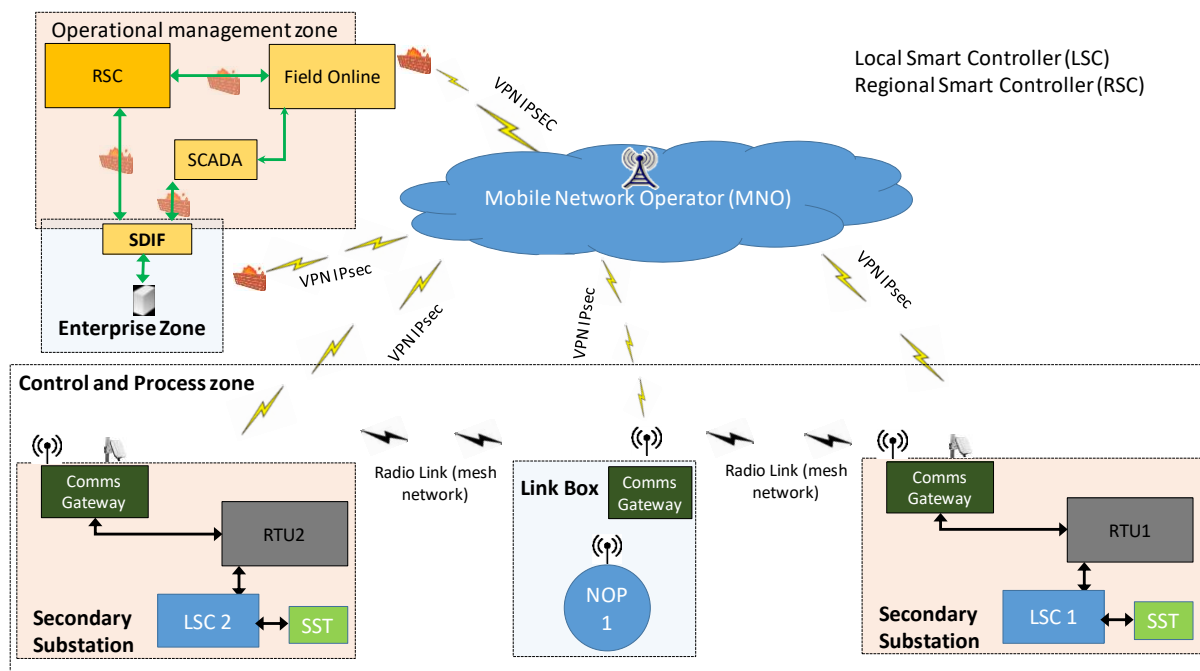 Operational management zone
RSC
Field Online
SCADA
SDIF
Enterprise Zone
Local Smart Controller (LSC)
Regional Smart Controller (RSC)
VPN IPSEC
Mobile Network Operator (MNO)
VPN IPsec
VPN IPsec
VPN IPsec
VPN IPsec
Control and Process zone
Comms
Gateway
RTU2
LSC 2
SST
Secondary
Substation
Radio Link (mesh
network)
Link Box
Comms
Gateway
NOP
1
Radio Link (mesh
network)
Comms
Gateway
RTU1
LSC 1
SST
Secondary
Substation